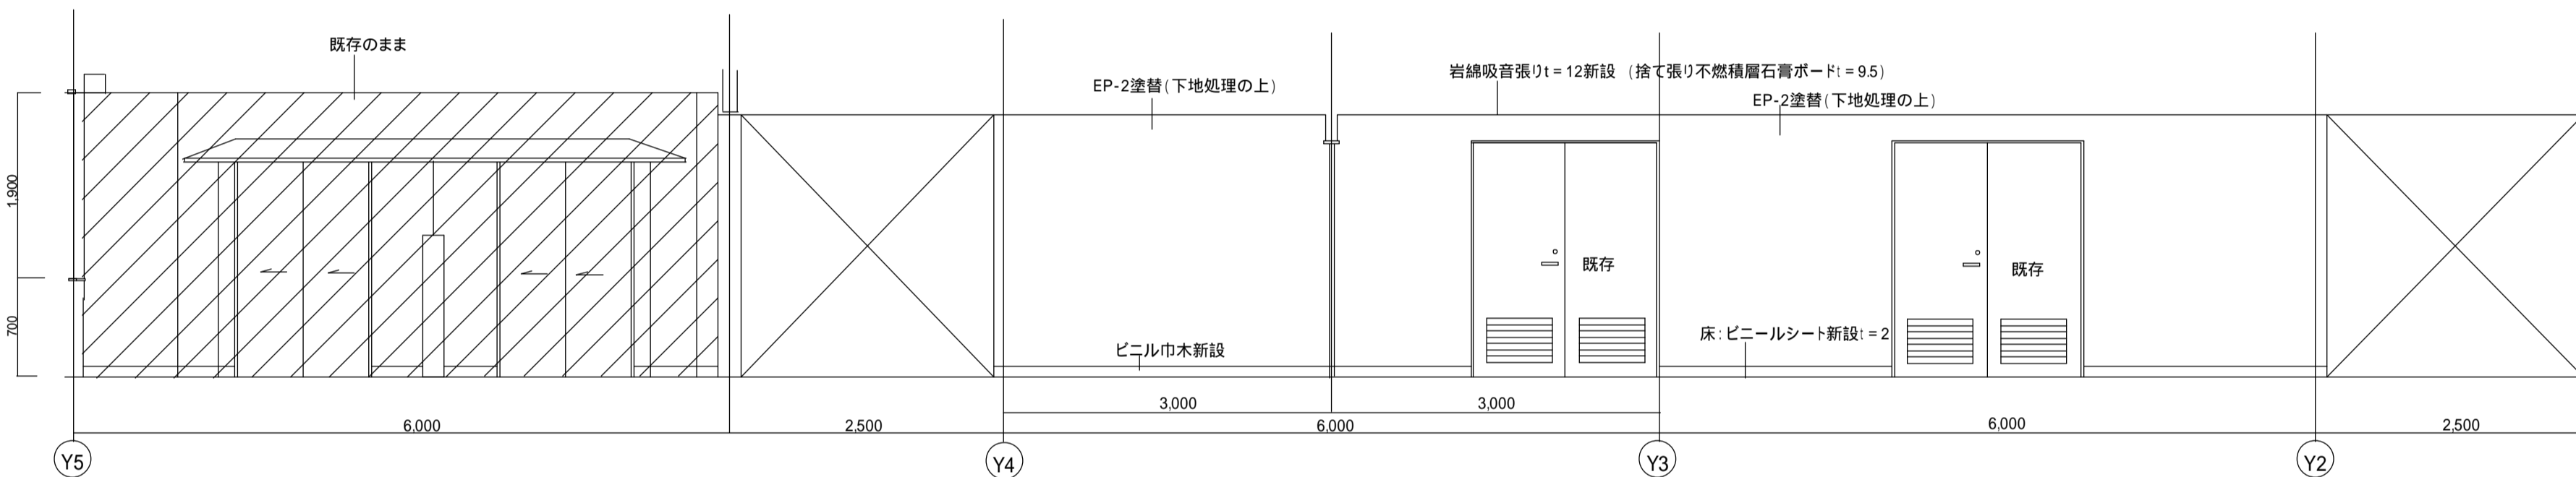 既存のまま
EP-2塗替(下地処理の上)
岩綿吸音張りt=12新設 (捨て張り不燃積層石膏ボードt=9.5)
EP-2塗替(下地処理の上)
1,900
700
既存
既存
ビニル巾木新設
床:ビニールシート新設t=2
3,000
3,000
6,000
2,500
6,000
6,000
2,500
Y5
Y4
Y3
Y2